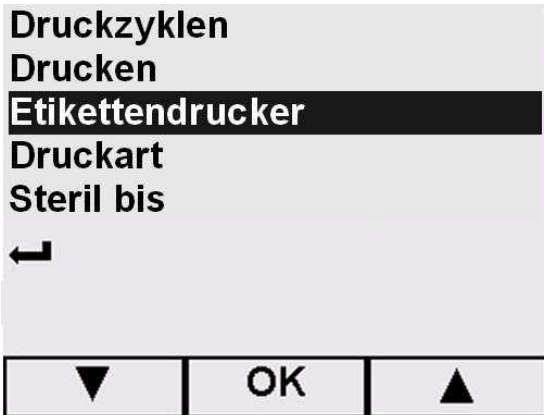 Druckzyklen
Drucken
Etikettendrucker
Druckart
Steril bis
OK